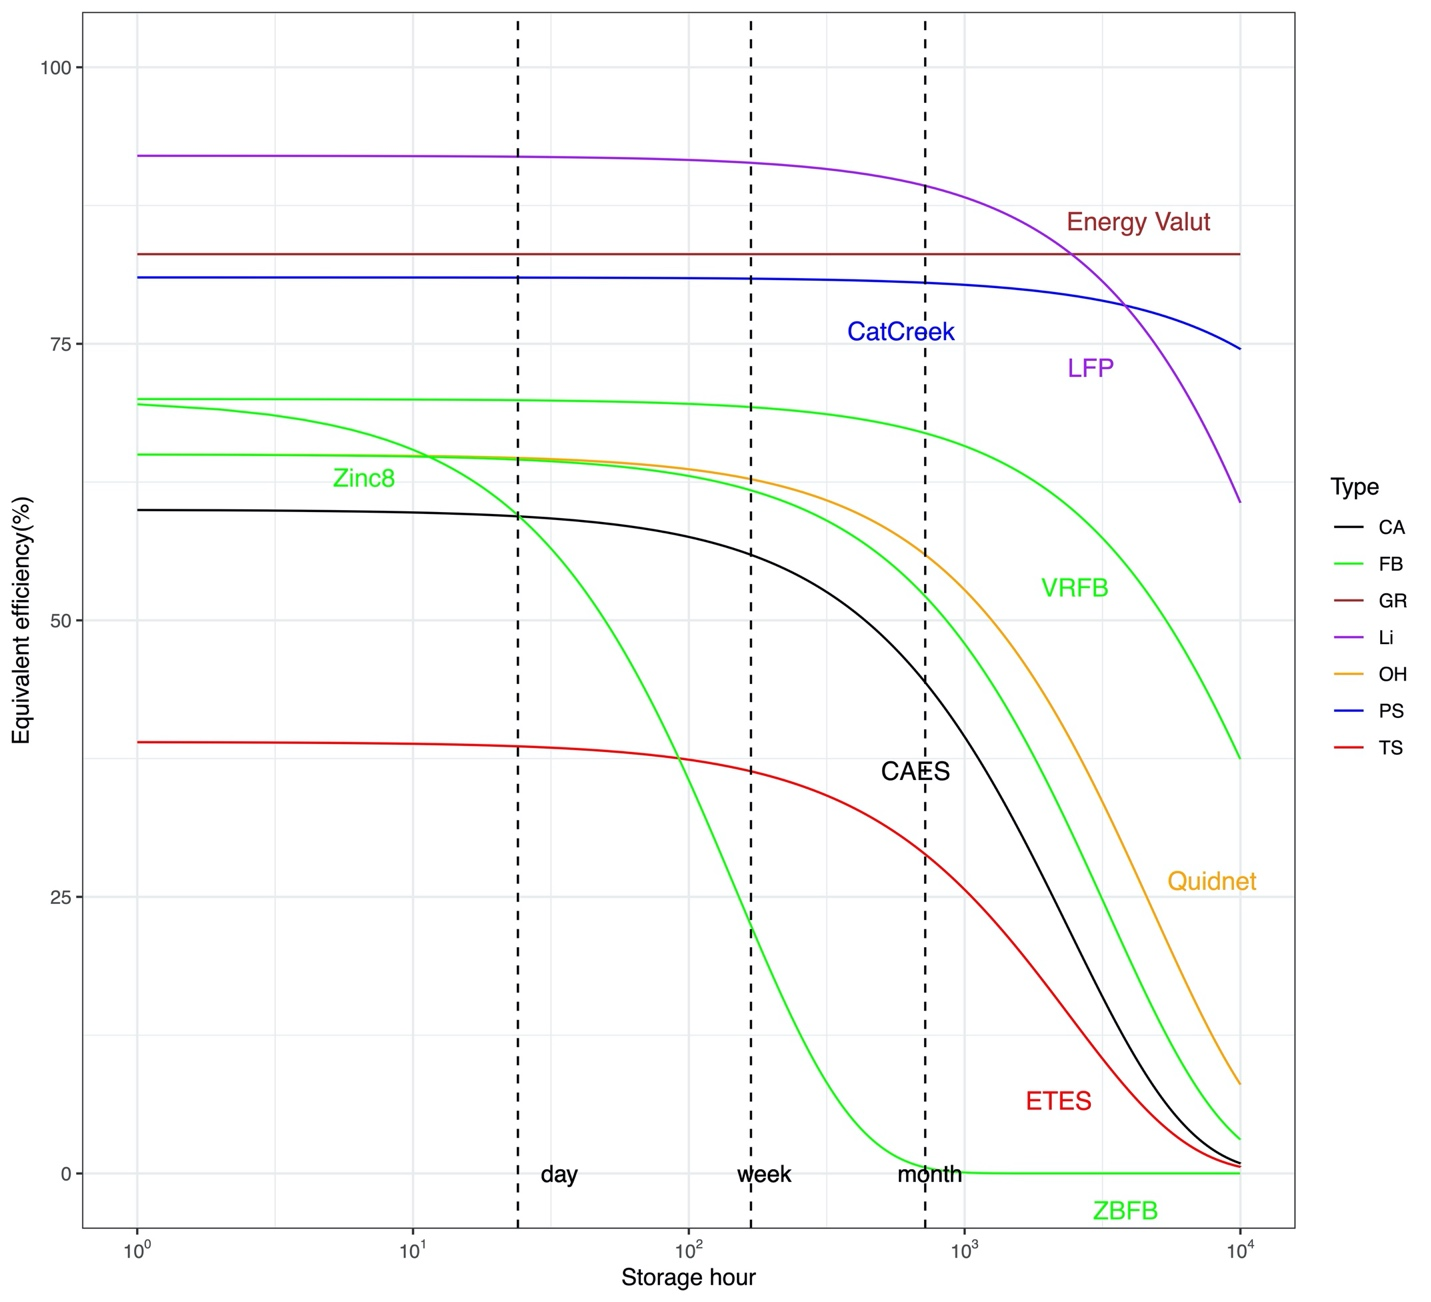 100
75
50
25
0
Equivalent efficiency(%)
Energy Valut
CatCreek
LFP
Zinc8
VRFB
CAES
Quidnet
ETES
day
week
month
ZBFB
10⁰
10¹
10²
10³
10⁴
Storage hour
Type
CA
FB
GR
Li
OH
PS
TS